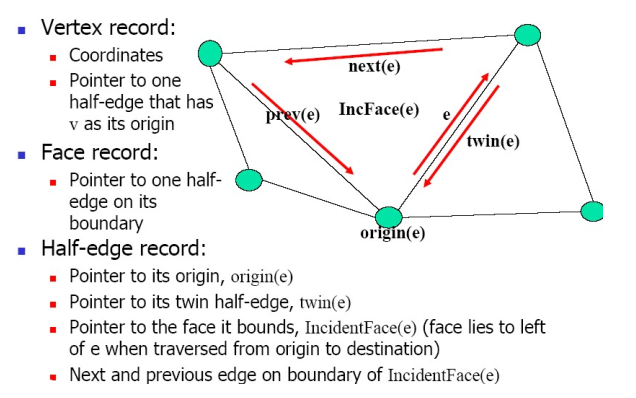 Vertex record:
Coordinates
Pointer to one
half-edge that has
v as its origin
Face record:
Pointer to one half-
edge on its
boundary
Half-edge record:
Pointer to its origin, origin(e)
Pointer to its twin half-edge, twin(e)
Pointer to the face it bounds, IncidentFace(e) (face lies to left
of e when traversed from origin to destination)
Next and previous edge on boundary of IncidentFace(e)
next(e)
prev(e)
IncFace(e)
e
twin(e)
origin(e)